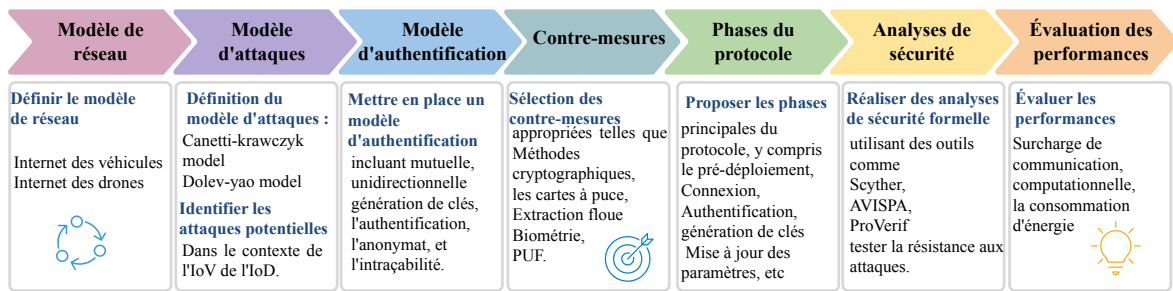 Modèle de
réseau
Modèle
d'attaques
Modèle
d'authentification
Contre-mesures
Phases du
protocole
Analyses de
sécurité
Évaluation des
performances
Définir le modèle
de réseau
Internet des véhicules
Internet des drones
Définition du
modèle d'attaques :
Canetti-krawczyk
model
Dolev-yao model
Identifier les
attaques potentielles
Dans le contexte de
l'IoV de l'IoD.
Mettre en place un
modèle
d'authentification
incluant mutuelle,
unidirectionnelle
génération de clés,
l'authentification,
l'anonymat, et
l'intraçabilité.
Sélection des
contre-mesures
appropriées telles que
Méthodes
cryptographiques,
les cartes à puce,
Extraction floue
Biométrie,
PUF.
Proposer les phases
principales du
protocole, y compris
le pré-déploiement,
Connexion,
Authentification,
génération de clés
Mise à jour des
paramètres, etc
Réaliser des analyses
de sécurité formelle
utilisant des outils
comme
Scyther,
AVISPA,
ProVerif
tester la résistance aux
attaques.
Évaluer les
performances
Surcharge de
communication,
computationnelle,
la consommation
d'énergie